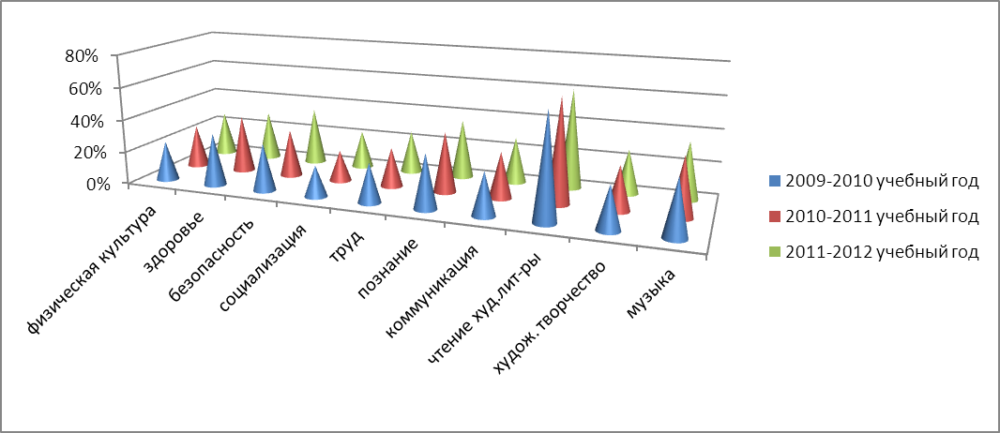 80%
60%
40%
20%
0%
физическая культура
здоровье
безопасность
социализация
труд
познание
коммуникация
чтение худ.лит-ры
худож. творчество
музыка
2009-2010 учебный год
2010-2011 учебный год
2011-2012 учебный год